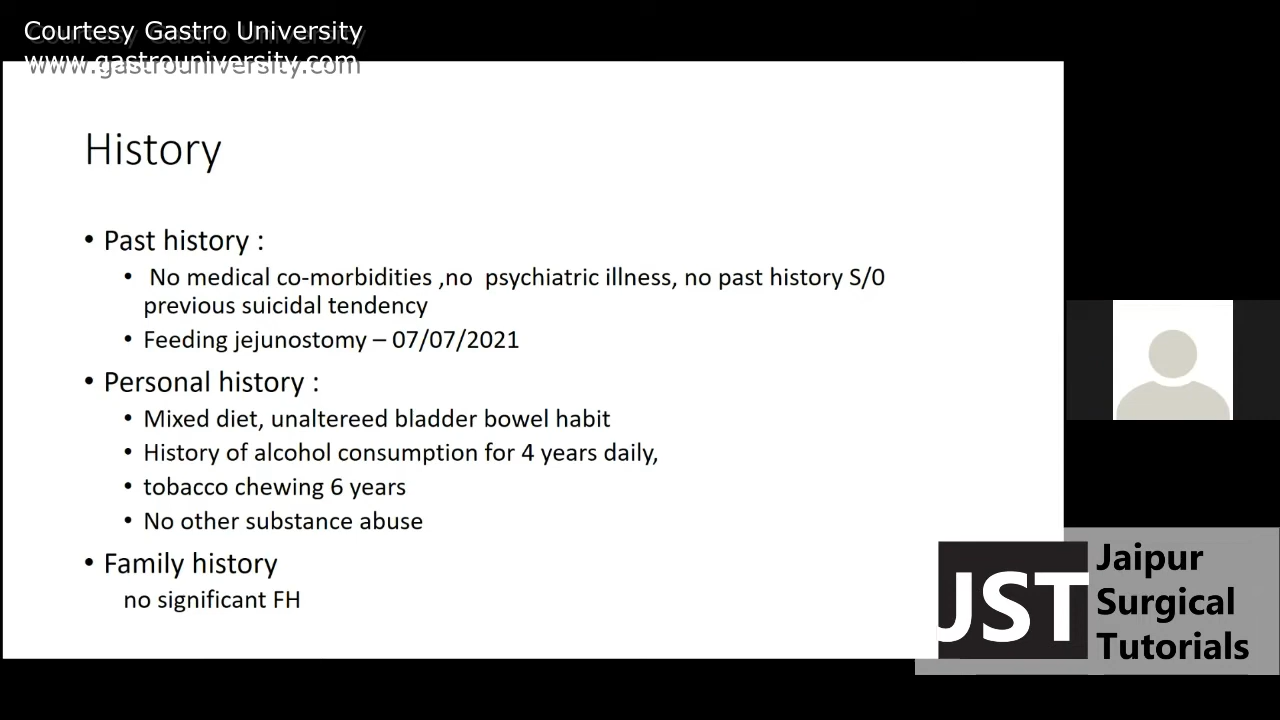 Courtesy Gastro University
www.gastrouniversity.com
History
• Past history :
• No medical co-morbidities ,no psychiatric illness, no past history S/0
previous suicidal tendency
• Feeding jejunostomy – 07/07/2021
• Personal history :
• Mixed diet, unaltereed bladder bowel habit
• History of alcohol consumption for 4 years daily,
• tobacco chewing 6 years
• No other substance abuse
• Family history
no significant FH
JST
Jaipur
Surgical
Tutorials